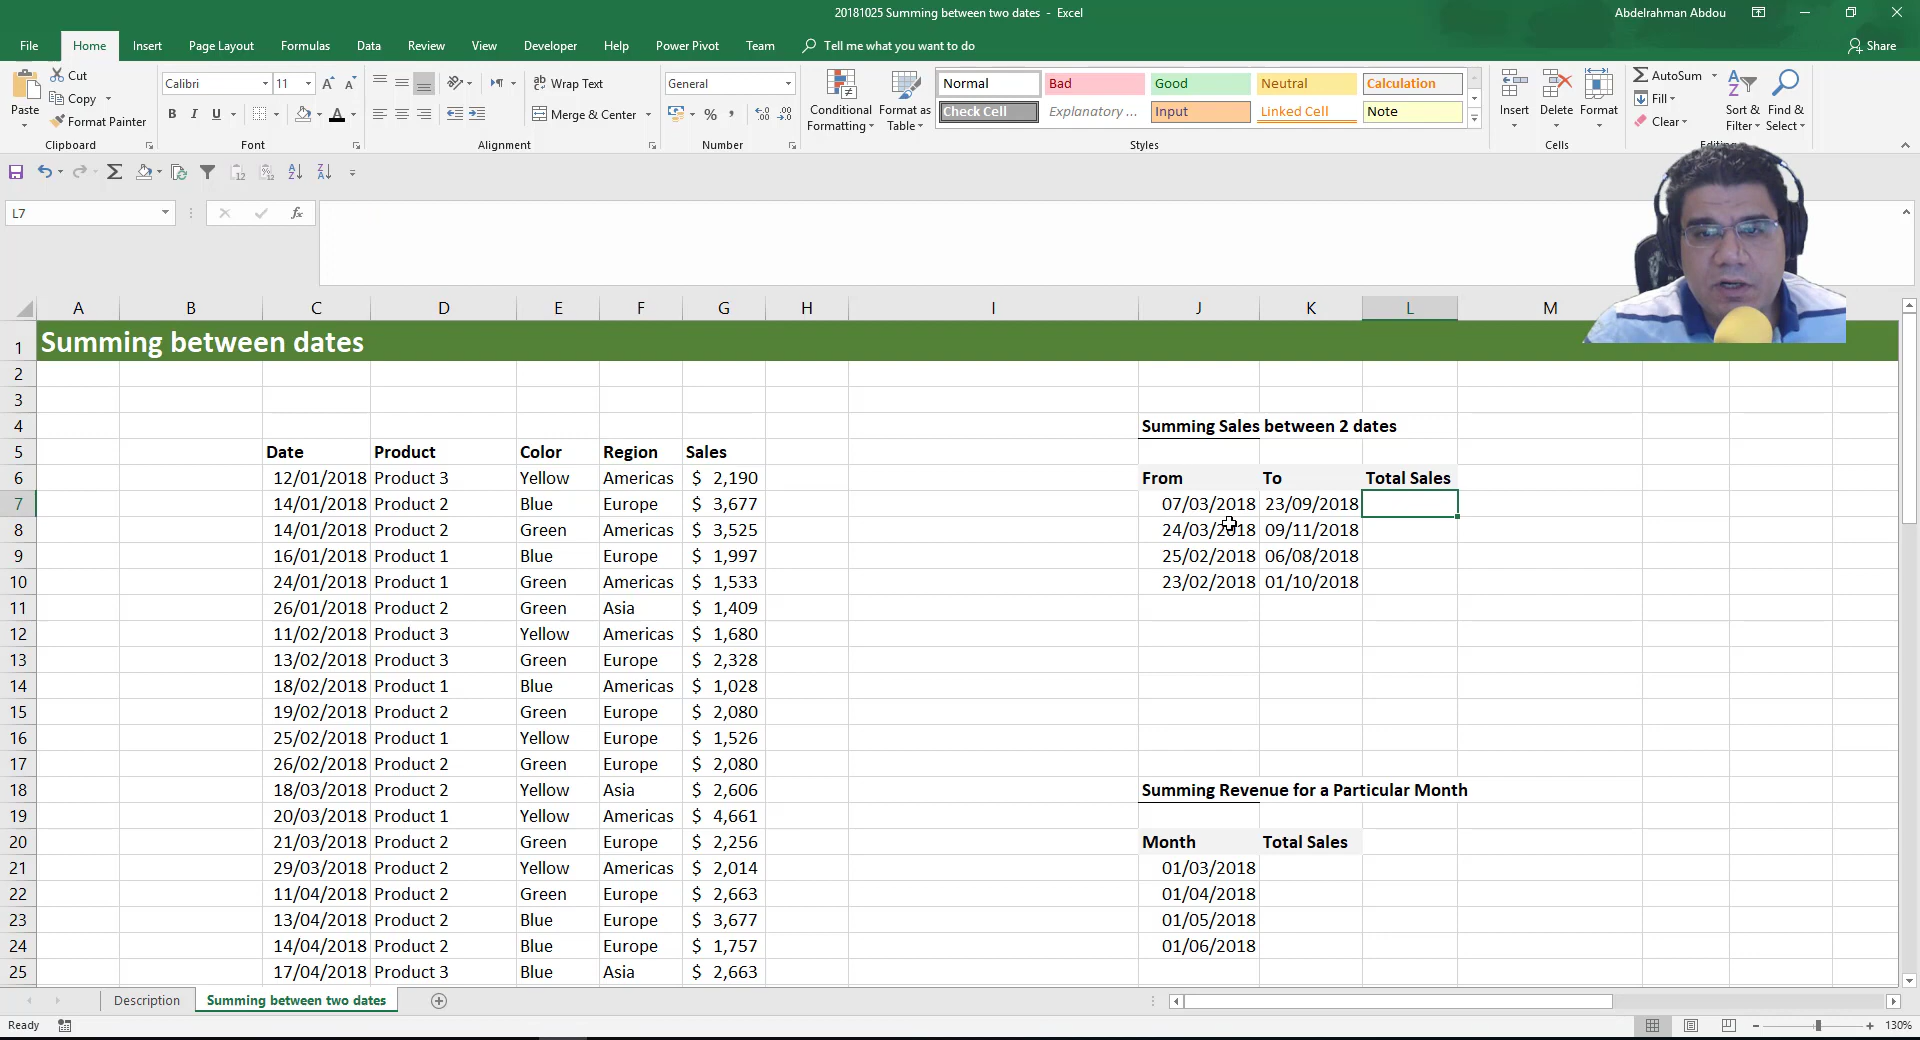 20181025 Summing between two dates - Excel
Abdelrahman Abdou
File Home Insert Page Layout Formulas Data Review View Developer Help Power Pivot Team Tell me what you want to do Share
Paste
Cut
Copy
Format Painter
Clipboard
Calibri 11
B I U
Font
Wrap Text
Merge & Center
Alignment
General
Number
Conditional Formatting
Format as Table
Normal Bad Good Neutral Calculation
Check Cell Explanatory ... Input Linked Cell Note
Styles
Insert Delete Format
Cells
AutoSum
Fill
Clear
Sort & Filter
Find & Select
L7
fx
A B C D E F G H I J K L M
1 Summing between dates
2
3
4 Summing Sales between 2 dates
5 Date Product Color Region Sales
6 12/01/2018 Product 3 Yellow Americas $ 2,190 From To Total Sales
7 14/01/2018 Product 2 Blue Europe $ 3,677 07/03/2018 23/09/2018
8 14/01/2018 Product 2 Green Americas $ 3,525 24/03/2018 09/11/2018
9 16/01/2018 Product 1 Blue Europe $ 1,997 25/02/2018 06/08/2018
10 24/01/2018 Product 1 Green Americas $ 1,533 23/02/2018 01/10/2018
11 26/01/2018 Product 2 Green Asia $ 1,409
12 11/02/2018 Product 3 Yellow Americas $ 1,680
13 13/02/2018 Product 3 Green Europe $ 2,328
14 18/02/2018 Product 1 Blue Americas $ 1,028
15 19/02/2018 Product 2 Green Europe $ 2,080
16 25/02/2018 Product 1 Yellow Europe $ 1,526
17 26/02/2018 Product 2 Green Europe $ 2,080
18 18/03/2018 Product 2 Yellow Asia $ 2,606 Summing Revenue for a Particular Month
19 20/03/2018 Product 1 Yellow Americas $ 4,661
20 21/03/2018 Product 2 Green Europe $ 2,256 Month Total Sales
21 29/03/2018 Product 2 Yellow Americas $ 2,014 01/03/2018
22 11/04/2018 Product 2 Green Europe $ 2,663 01/04/2018
23 13/04/2018 Product 2 Blue Europe $ 3,677 01/05/2018
24 14/04/2018 Product 2 Blue Europe $ 1,757 01/06/2018
25 17/04/2018 Product 3 Blue Asia $ 2,663
Description Summing between two dates
Ready
130%